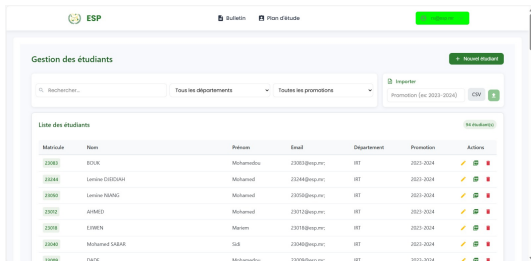 ESP
Bulletin
Plan d'étude
Gestion des étudiants
+ Nouvel étudiant
Rechercher...
Tous les départements
Toutes les promotions
Importer
Promotion (ex: 2023-2024)
CSV
Liste des étudiants
94 étudiant(s)
Matricule Nom Prénom Email Département Promotion Actions
23083 BOUK Mohamedou 23083@esp.mr; IRT 2023-2024
23244 Lemine DJEIDJAH Mohamed 23244@esp.mr; IRT 2023-2024
23050 Lemine NIANG Mohamed 23050@esp.mr; IRT 2023-2024
23012 AHMED Mohamed 23012@esp.mr; IRT 2023-2024
23018 EJIWEN Mariem 23018@esp.mr; IRT 2023-2024
23040 Mohamed SABAR Sidi 23040@esp.mr; IRT 2023-2024